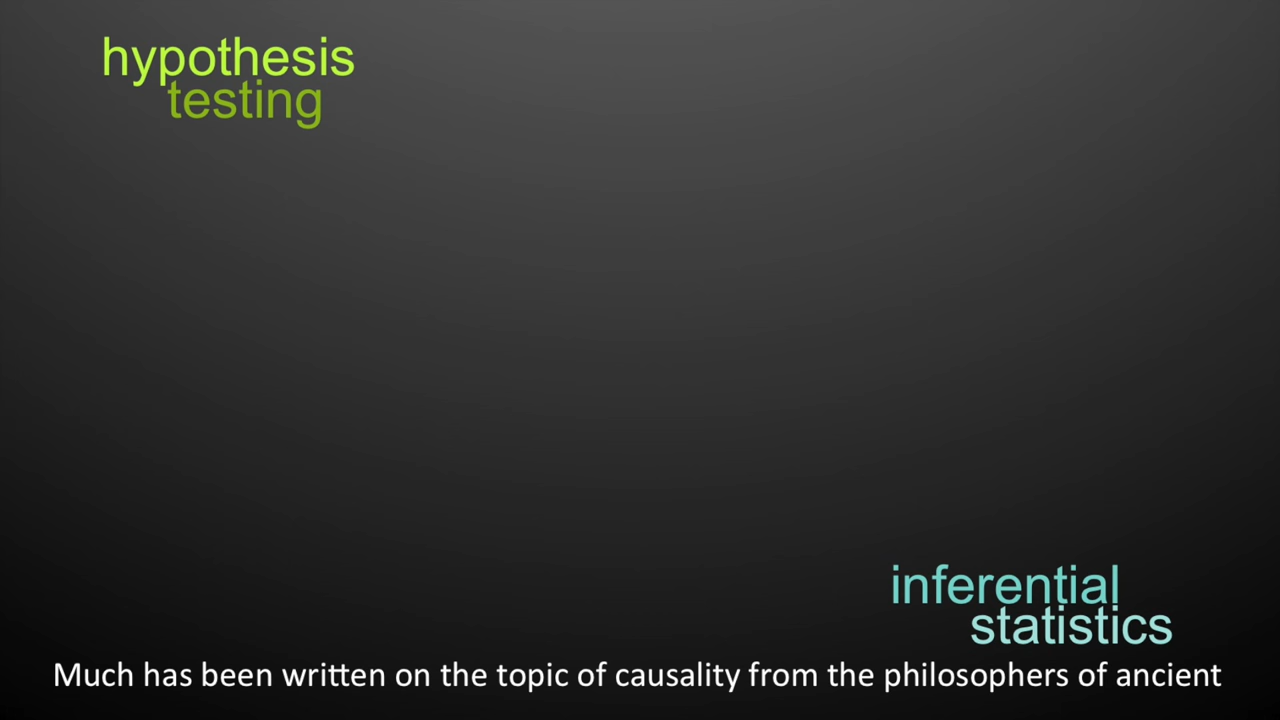 hypothesis
testing
inferential
statistics
Much has been written on the topic of causality from the philosophers of ancient